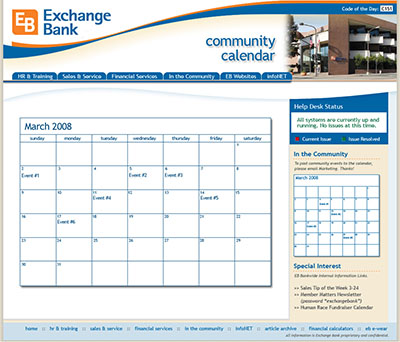 Code of the Day: C151
EB Exchange Bank
community calendar
HR & Training Sales & Service Financial Services In the Community EB Websites infoNET
Help Desk Status
All systems are currently up and
running. No issues at this time.
Current Issue Issue Resolved
March 2008
sunday monday tuesday wednesday thursday friday saturday
1
2 3 4 5 6 7 8
Event #1 Event #2 Event #3
9 10 11 12 13 14 15
Event #4 Event #5
16 17 18 19 20 21 22
Event #6
23 24 25 26 27 28 29
30 31
In the Community
To post community events to the calendar,
please email Marketing. Thanks!
March 2008
Special Interest
EB Bankwide Internet Information Links.
>> Sales Tip of the Week 3-24
>> Member Matters Newsletter
(password "exchangebank")
>> Human Race Fundraiser Calendar
home :: hr & training :: sales & service :: financial services :: in the community :: infoNET :: article archive :: financial calculators :: eb e-wear
all information is Exchange Bank proprietary and confidential.